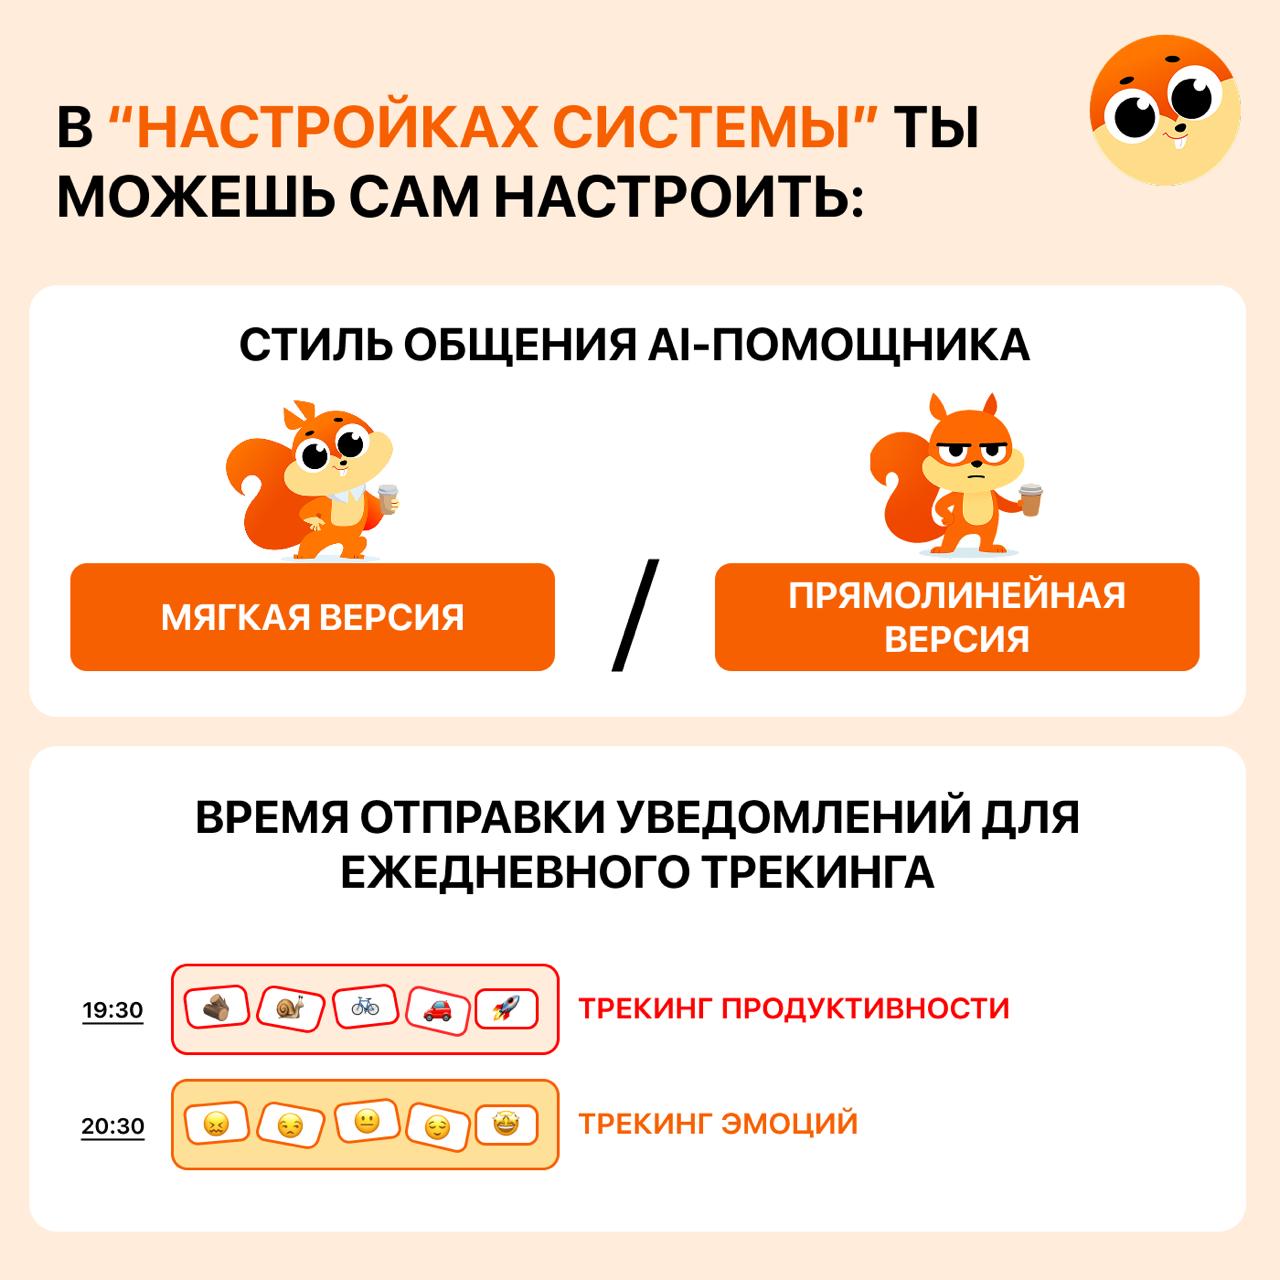 В “НАСТРОЙКАХ СИСТЕМЫ” ТЫ
МОЖЕШЬ САМ НАСТРОИТЬ:
СТИЛЬ ОБЩЕНИЯ AI-ПОМОЩНИКА
МЯГКАЯ ВЕРСИЯ
/
ПРЯМОЛИНЕЙНАЯ
ВЕРСИЯ
ВРЕМЯ ОТПРАВКИ УВЕДОМЛЕНИЙ ДЛЯ
ЕЖЕДНЕВНОГО ТРЕКИНГА
19:30 ТРЕКИНГ ПРОДУКТИВНОСТИ
20:30 ТРЕКИНГ ЭМОЦИЙ